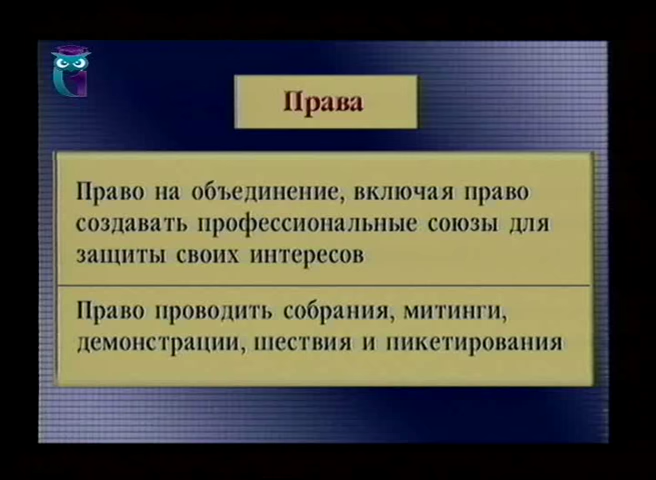 Права
Право на объединение, включая право
создавать профессиональные союзы для
защиты своих интересов
Право проводить собрания, митинги,
демонстрации, шествия и пикетирования